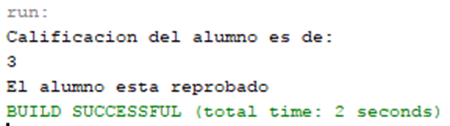 run:
Calificacion del alumno es de:
3
El alumno esta reprobado
BUILD SUCCESSFUL (total time: 2 seconds)